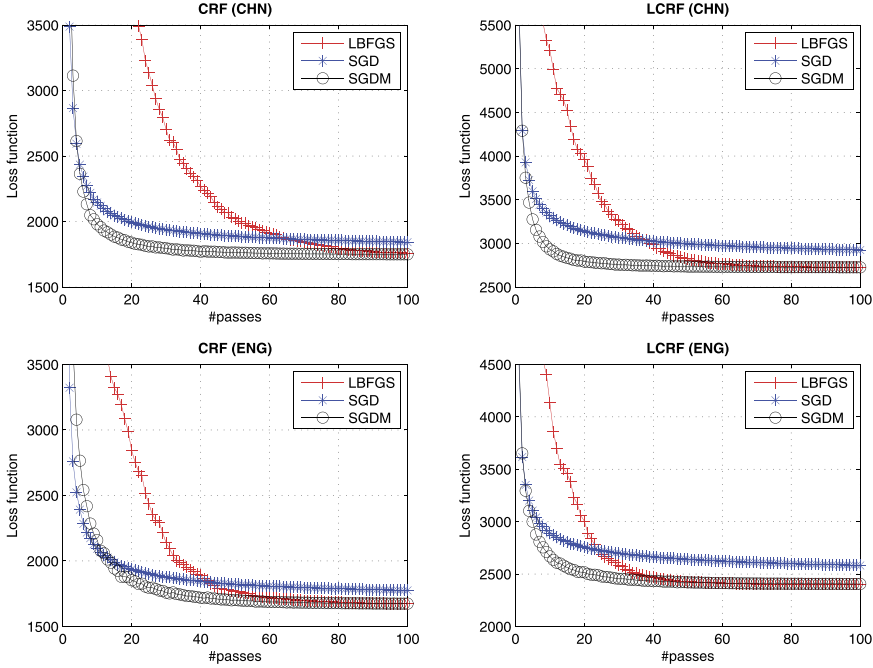 CRF (CHN)
3500
3000
2500
2000
1500
Loss function
0
20
40
60
80
100
#passes
LBFGS
SGD
SGDM
LCRF (CHN)
5500
5000
4500
4000
3500
3000
2500
Loss function
0
20
40
60
80
100
#passes
LBFGS
SGD
SGDM
CRF (ENG)
3500
3000
2500
2000
1500
Loss function
0
20
40
60
80
100
#passes
LBFGS
SGD
SGDM
LCRF (ENG)
4500
4000
3500
3000
2500
2000
Loss function
0
20
40
60
80
100
#passes
LBFGS
SGD
SGDM